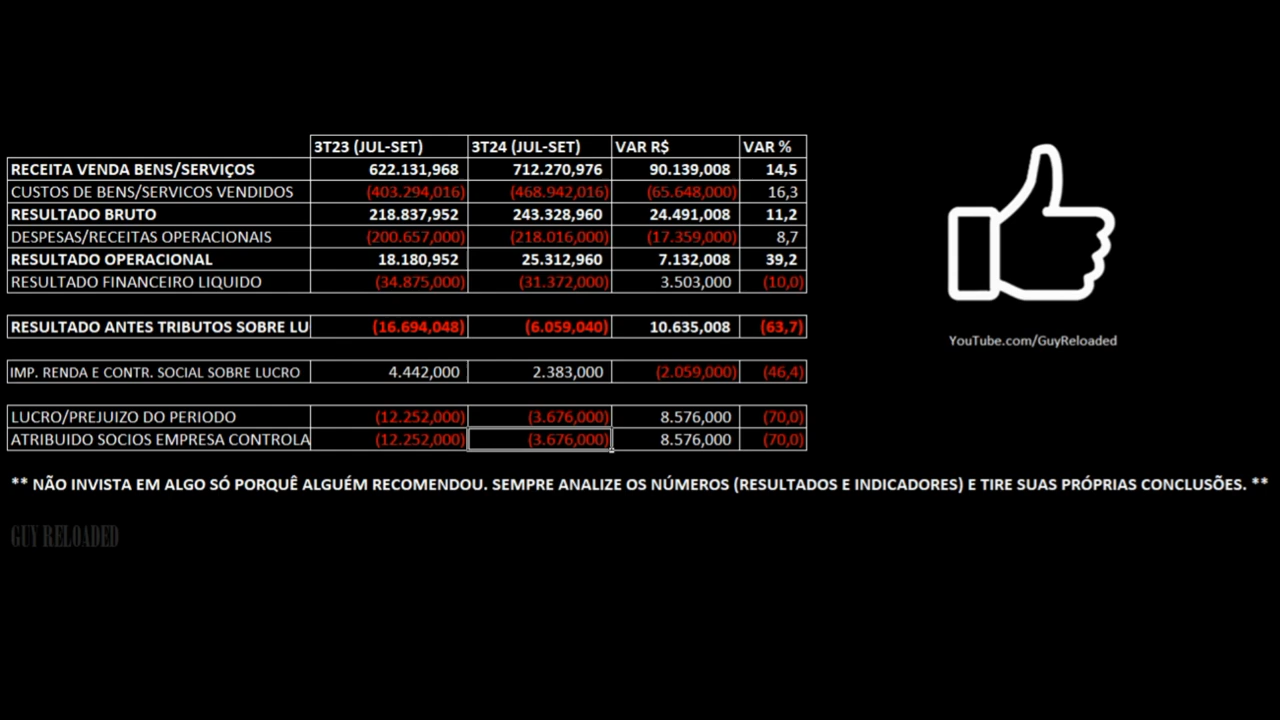 3T23 (JUL-SET) 3T24 (JUL-SET) VAR R$ VAR %
RECEITA VENDA BENS/SERVIÇOS 622.131,968 712.270,976 90.139,008 14,5
CUSTOS DE BENS/SERVICOS VENDIDOS (403.294,016) (468.942,016) (65.648,000) 16,3
RESULTADO BRUTO 218.837,952 243.328,960 24.491,008 11,2
DESPESAS/RECEITAS OPERACIONAIS (200.657,000) (218.016,000) (17.359,000) 8,7
RESULTADO OPERACIONAL 18.180,952 25.312,960 7.132,008 39,2
RESULTADO FINANCEIRO LIQUIDO (34.875,000) (31.372,000) 3.503,000 (10,0)
RESULTADO ANTES TRIBUTOS SOBRE LU (16.694,048) (6.059,040) 10.635,008 (63,7)
YouTube.com/GuyReloaded
IMP. RENDA E CONTR. SOCIAL SOBRE LUCRO 4.442,000 2.383,000 (2.059,000) (46,4)
LUCRO/PREJUIZO DO PERIODO (12.252,000) (3.676,000) 8.576,000 (70,0)
ATRIBUIDO SOCIOS EMPRESA CONTROLA (12.252,000) (3.676,000) 8.576,000 (70,0)
** NÃO INVISTA EM ALGO SÓ PORQUÊ ALGUÉM RECOMENDOU. SEMPRE ANALIZE OS NÚMEROS (RESULTADOS E INDICADORES) E TIRE SUAS PRÓPRIAS CONCLUSÕES. **
GUY RELOADED